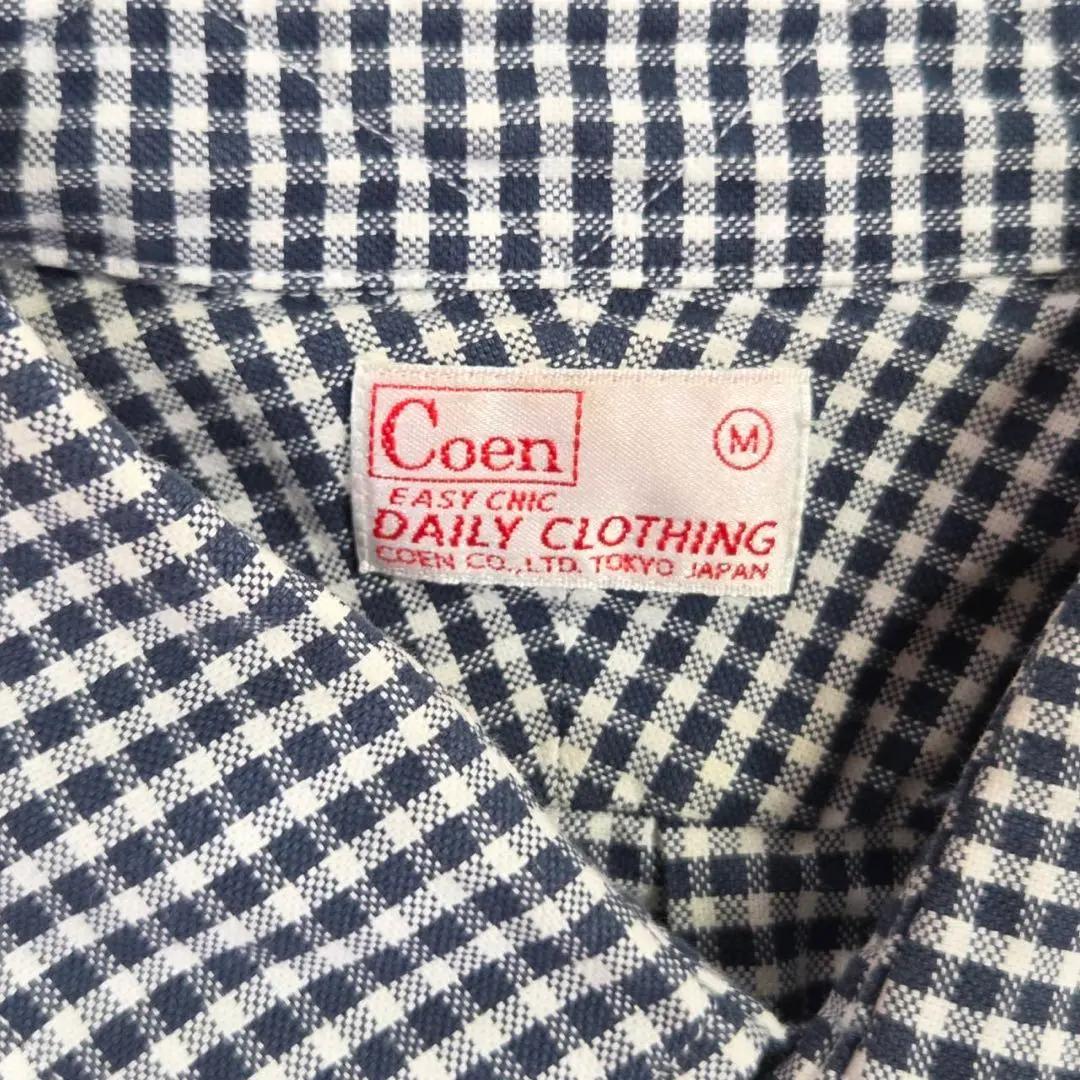 Coen
M
EASY CHIC
DAILY CLOTHING
COEN CO.,LTD. TOKYO JAPAN